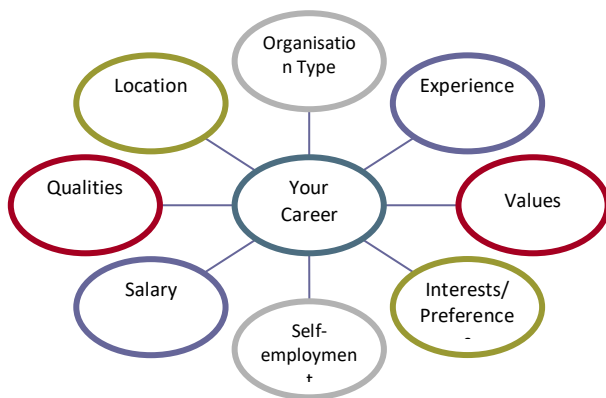 Organisatio
n Type
Location
Experience
Qualities
Your
Career
Values
Salary
Interests/
Preference
Self-
employmen